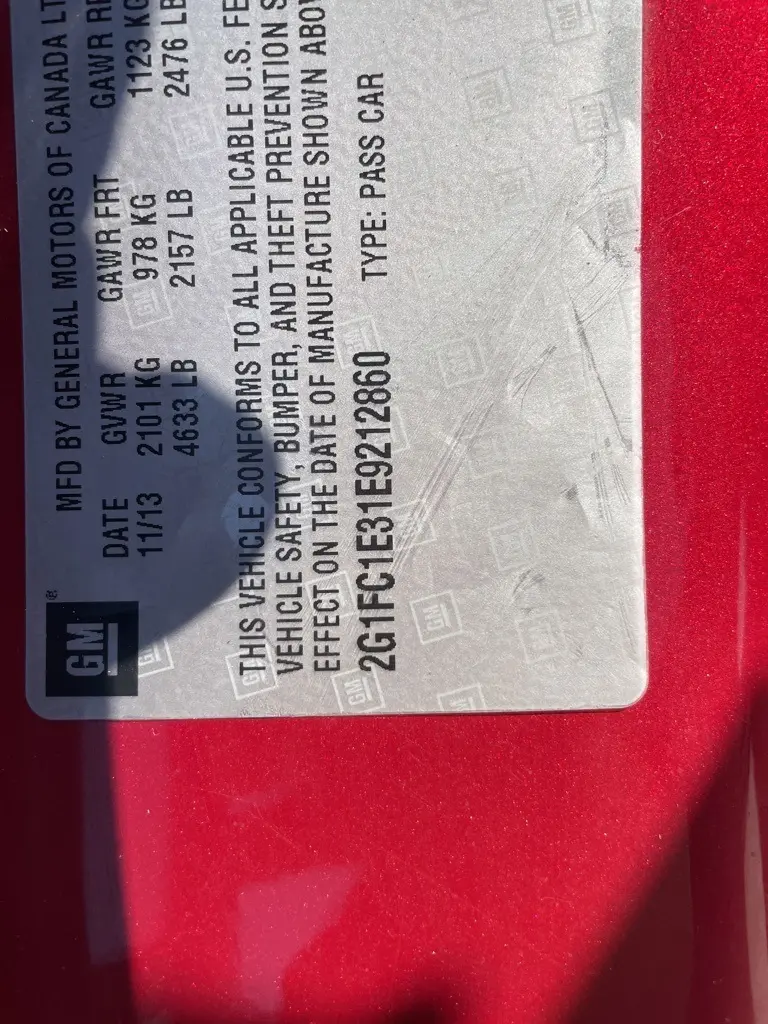 GM®
MFD BY GENERAL MOTORS OF CANADA LT
DATE GVWR GAWR FRT GAWR R
11/13 2101 KG 978 KG 1123 KG
4633 LB 2157 LB 2476 LB
THIS VEHICLE CONFORMS TO ALL APPLICABLE U.S. FE
VEHICLE SAFETY, BUMPER, AND THEFT PREVENTION S
EFFECT ON THE DATE OF MANUFACTURE SHOWN ABOV
2G1FC1E31E9212860 TYPE: PASS CAR